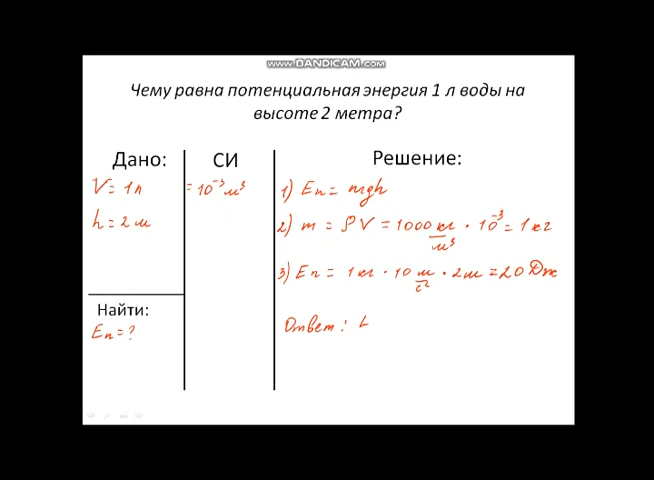 WWW.BANDICAM.COM
Чему равна потенциальная энергия 1 л воды на
высоте 2 метра?
Дано:
V = 1 л
h = 2 м
Найти:
Eп = ?
СИ
= 10⁻³ м³
Решение:
1) Eп = mgh
2) m = ρ V = 1000 кг/м³ · 10⁻³ = 1 кг
3) Eп = 1 кг · 10 м/с² · 2 м = 20 Дж
Ответ :